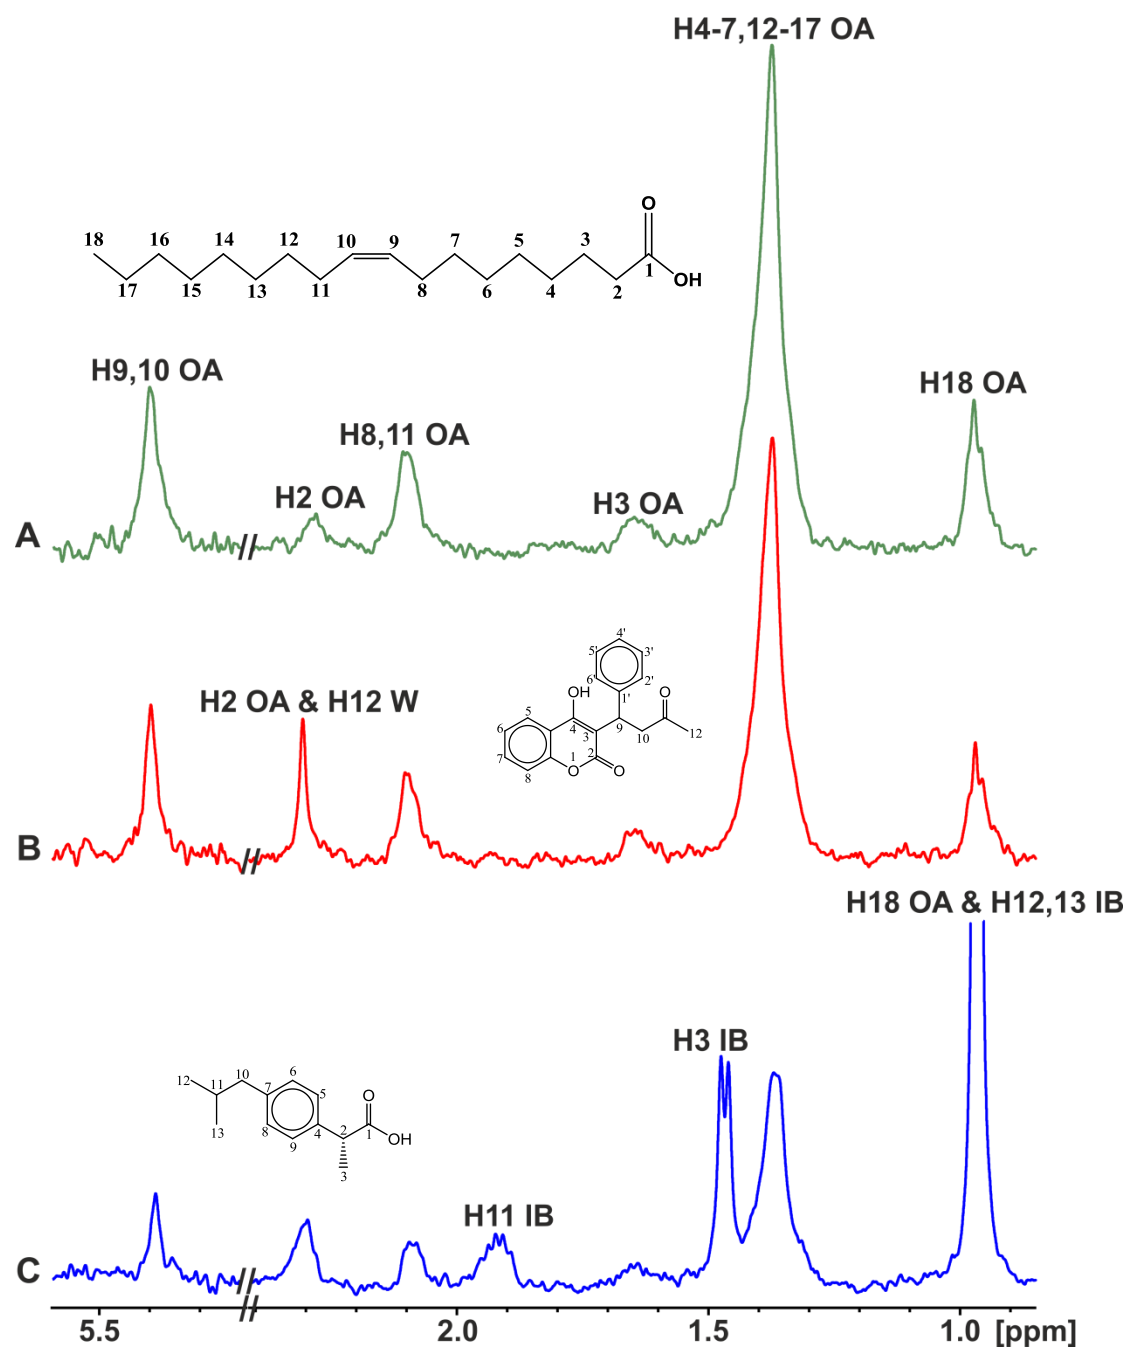 H4-7,12-17 OA
O
18 16 14 12 10 9 7 5 3
1
OH
17 15 13 11 8 6 4 2
H9,10 OA
H18 OA
H8,11 OA
H2 OA
H3 OA
A
4'
5' 3'
6' 2'
1'
H2 OA & H12 W
OH O
5
6 4 9 10 12
3
7 1 2
8 O O
B
H18 OA & H12,13 IB
H3 IB
12 11 10 6
7 5 O
13 8 4 2 1 OH
9
3
H11 IB
C
5.5 2.0 1.5 1.0 [ppm]